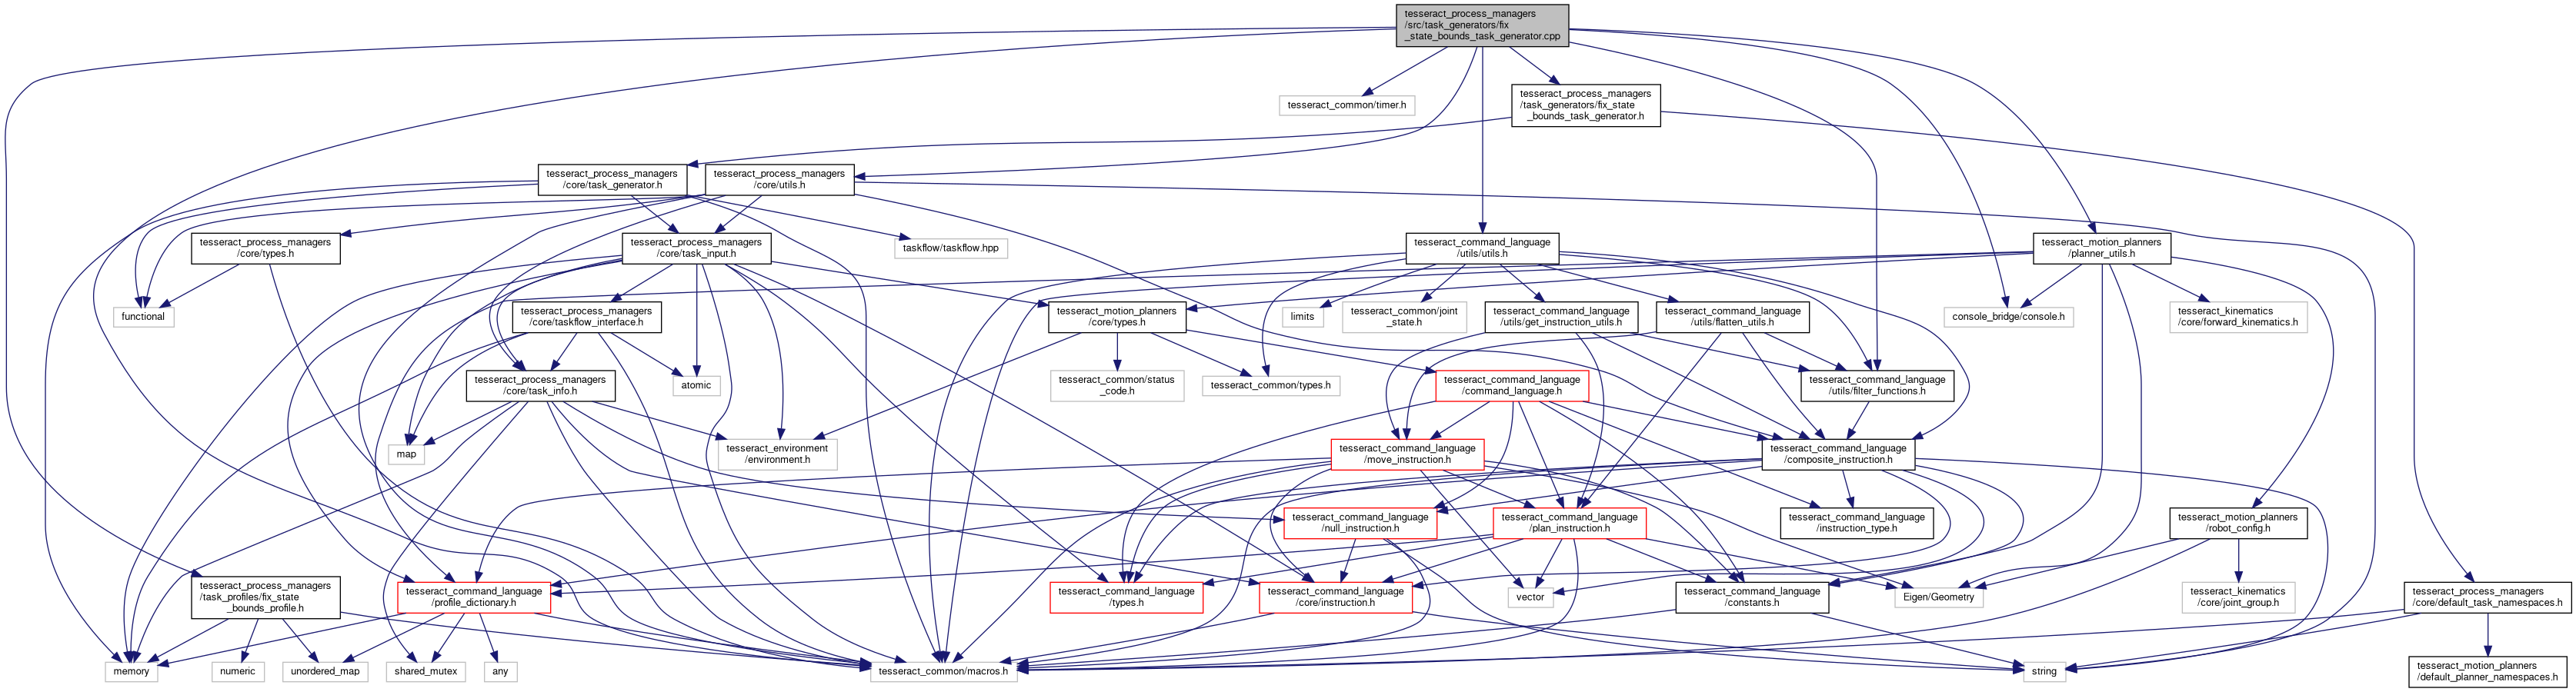 tesseract_process_managers
/src/task_generators/fix
_state_bounds_task_generator.cpp
tesseract_common/timer.h
tesseract_process_managers
/task_generators/fix_state
_bounds_task_generator.h
tesseract_process_managers
/core/task_generator.h
tesseract_process_managers
/core/utils.h
tesseract_process_managers
/core/types.h
tesseract_process_managers
/core/task_input.h
taskflow/taskflow.hpp
tesseract_command_language
/utils/utils.h
tesseract_motion_planners
/planner_utils.h
functional
tesseract_process_managers
/core/taskflow_interface.h
tesseract_motion_planners
/core/types.h
limits
tesseract_common/joint
_state.h
tesseract_command_language
/utils/get_instruction_utils.h
tesseract_command_language
/utils/flatten_utils.h
console_bridge/console.h
tesseract_kinematics
/core/forward_kinematics.h
tesseract_process_managers
/core/task_info.h
atomic
tesseract_common/status
_code.h
tesseract_common/types.h
tesseract_command_language
/command_language.h
tesseract_command_language
/utils/filter_functions.h
map
tesseract_environment
/environment.h
tesseract_command_language
/move_instruction.h
tesseract_command_language
/composite_instruction.h
tesseract_command_language
/null_instruction.h
tesseract_command_language
/plan_instruction.h
tesseract_command_language
/instruction_type.h
tesseract_motion_planners
/robot_config.h
tesseract_process_managers
/task_profiles/fix_state
_bounds_profile.h
tesseract_command_language
/profile_dictionary.h
tesseract_command_language
/types.h
tesseract_command_language
/core/instruction.h
vector
tesseract_command_language
/constants.h
Eigen/Geometry
tesseract_kinematics
/core/joint_group.h
tesseract_process_managers
/core/default_task_namespaces.h
memory
numeric
unordered_map
shared_mutex
any
tesseract_common/macros.h
string
tesseract_motion_planners
/default_planner_namespaces.h